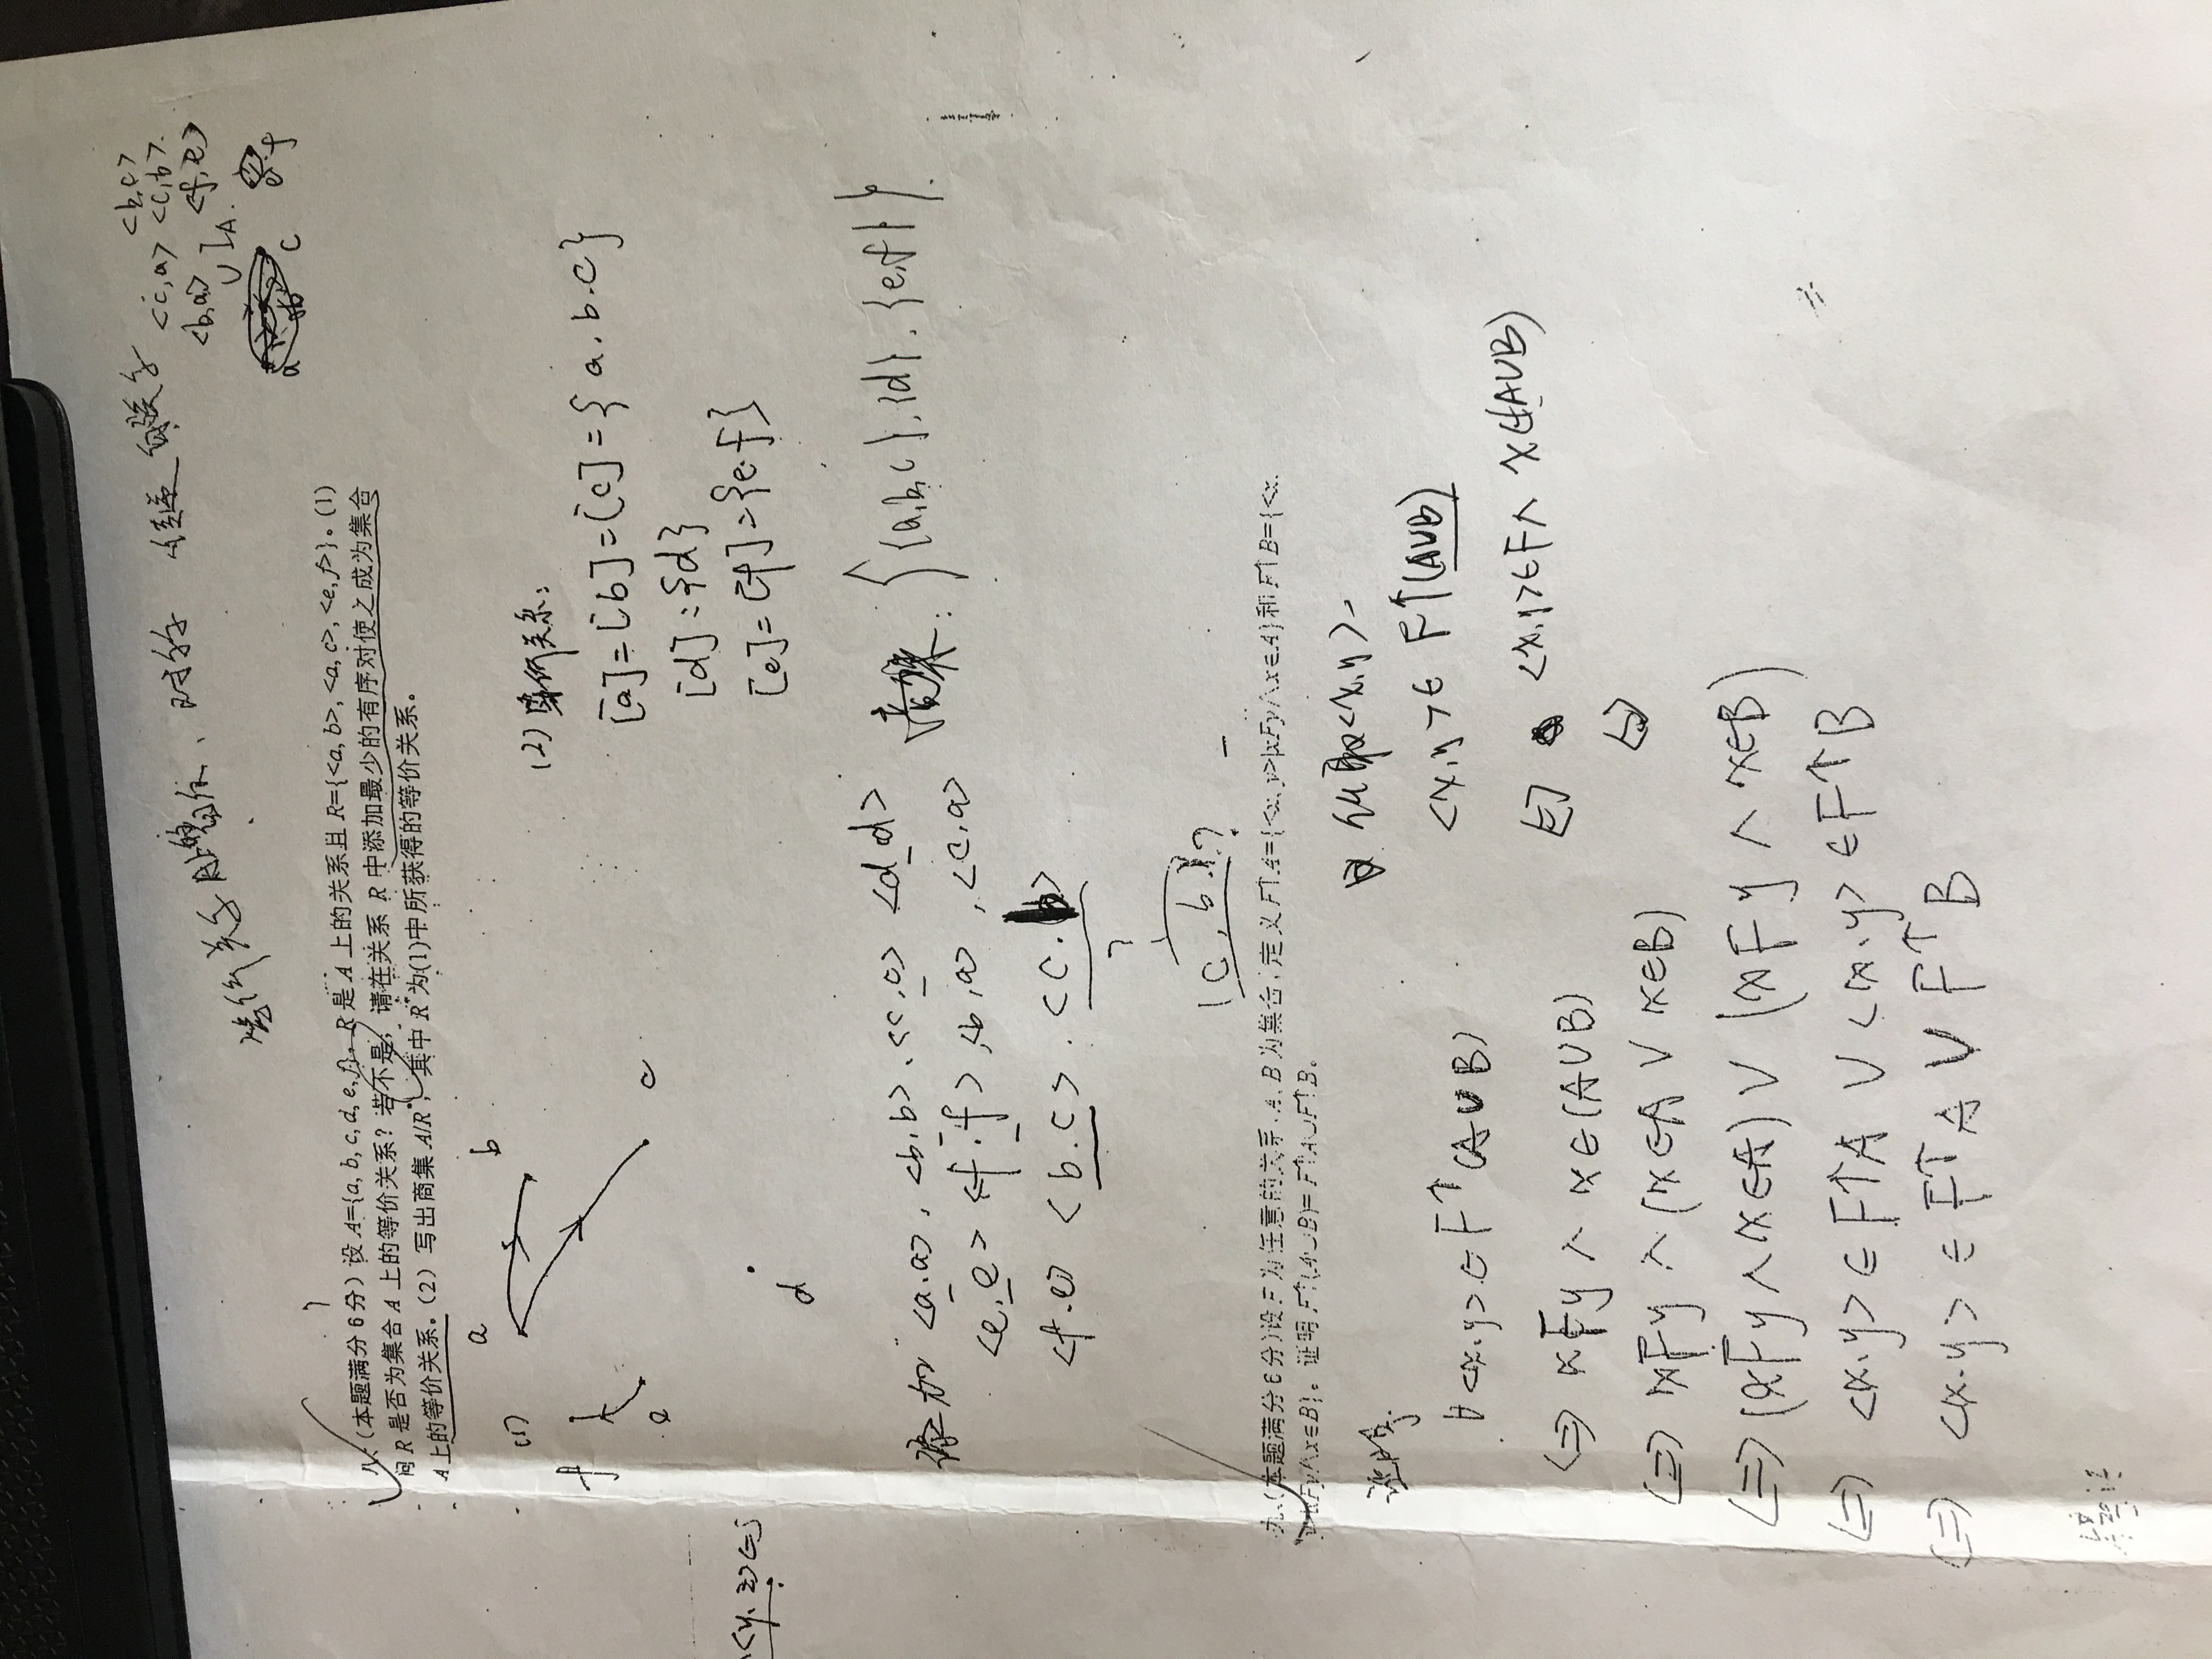 等价关系 自反、对称 传递 关系
<b,c>
<c,a> <c,b>.
<b,a> <f,e>
∪ I_A.
a b c e f
八、(本题满分6分)设 A={a, b, c, d, e, f}, R 是 A 上的关系且 R={<a, b>, <a, c>, <e, f>}。(1)
问 R 是否为集合 A 上的等价关系?若不是,请在关系 R 中添加最少的有序对使之成为集合
A 上的等价关系。(2) 写出商集 A/R*,其中 R*为(1)中所获得的等价关系。
a b
(1)
f
e c
d
<y, z>∈
(2) 等价关系:
[a]=[b]=[c]={a.b.c}
[d]={d}
[e]=[f]={e.f}
添加 <a.a>, <b,b>, <c,c> <d.d>
<e,e> <f.f>, <b,a>, <c,a>
<f.e> <b.c>. <c.b>
?
(c, b)?
商集: {{a,b,c},{d},{e,f}}.
九、(本题满分6分)设 F 为任意的关系,A, B 为集合,定义 F↑A={<x, y>|xFy∧x∈A}和 F↑B={<x,
y>|xFy∧x∈B}。证明 F↑(A∪B)= F↑A∪F↑B。
证明
∀<x.y>∈F↑(A∪B)
<=> xFy ∧ x∈(A∪B)
<=> xFy ∧ (x∈A ∨ x∈B)
<=> (xFy∧x∈A) ∨ (xFy ∧ x∈B)
<=> <x.y>∈F↑A ∨ <x.y>∈F↑B
<=> <x.y> ∈ F↑A ∪ F↑B
任取<x,y>.
<x,y>∈ F↑(A∪B)
<=> <x,y>∈F∧ x∈(A∪B)
<=>